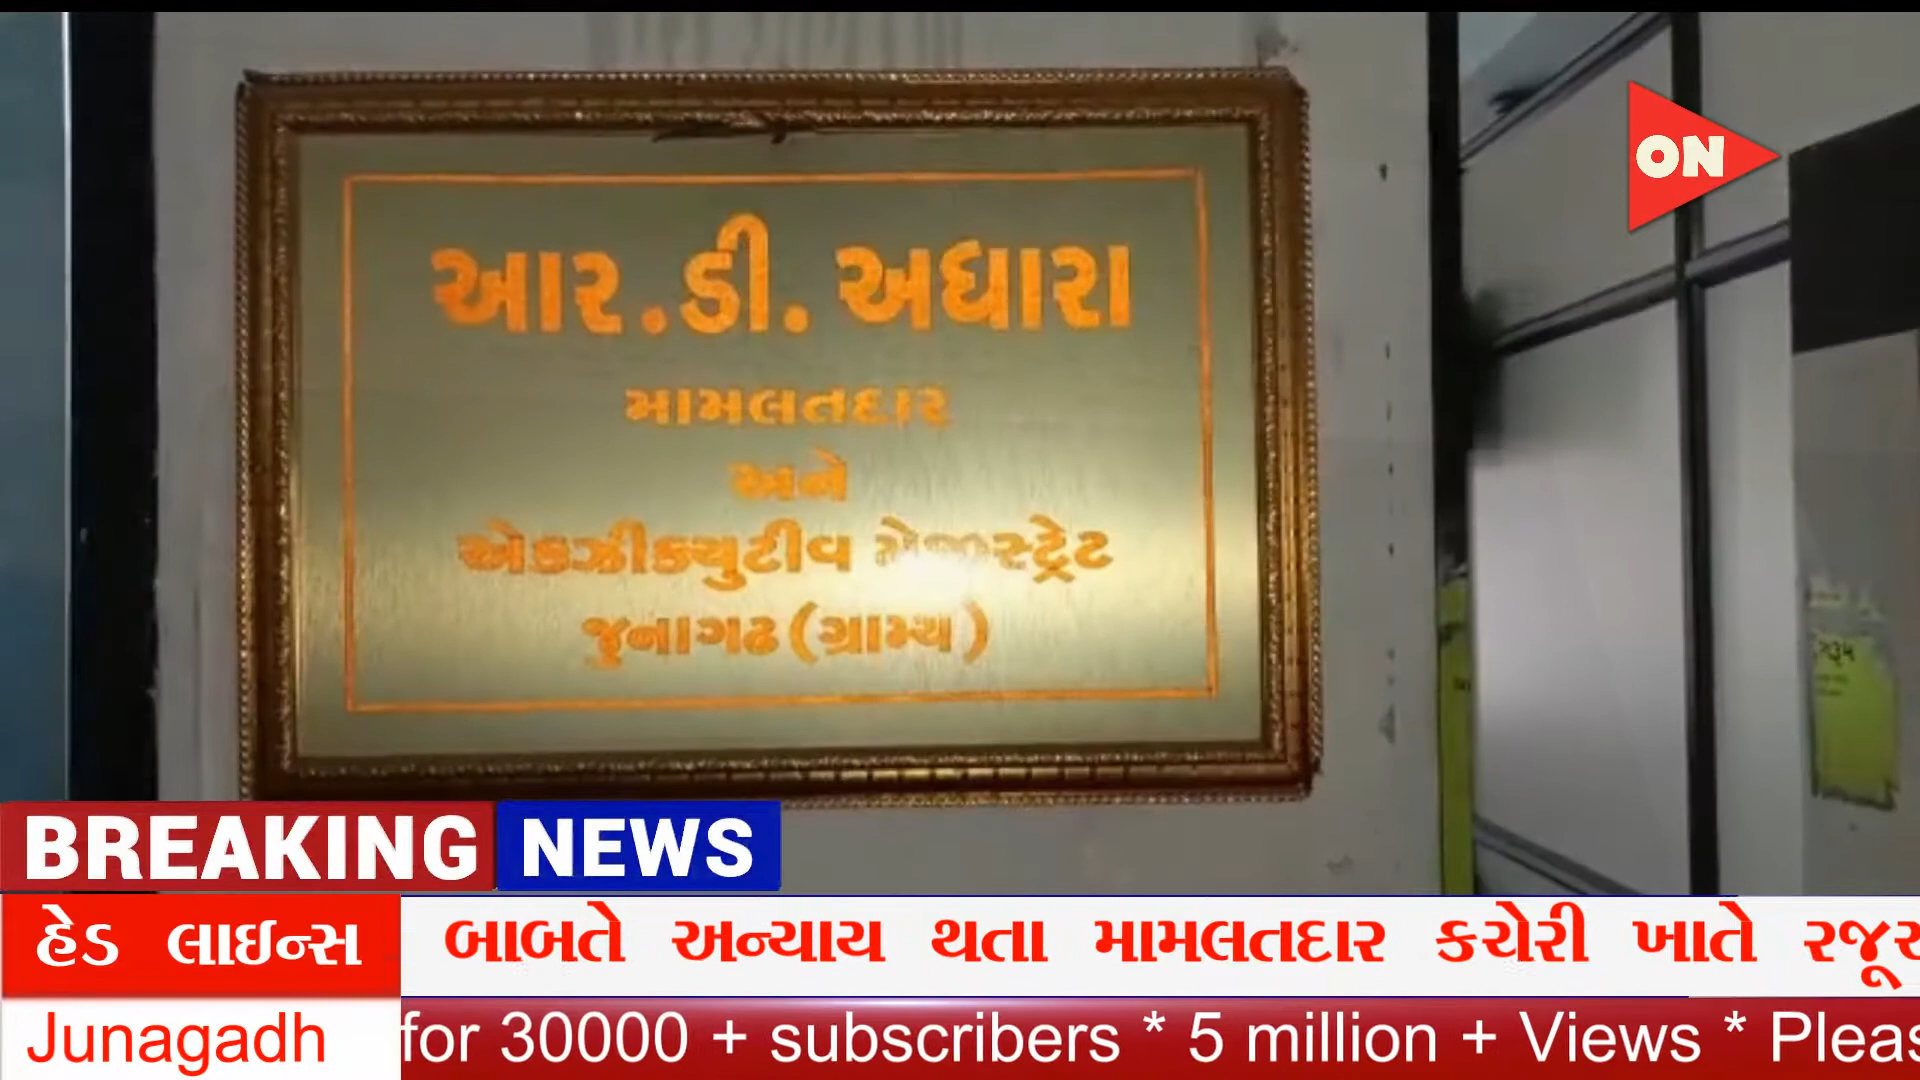 ON
આર.ડી. અઘારા
મામલતદાર
અને
એકઝીક્યુટીવ મેજીસ્ટ્રેટ
જૂનાગઢ (ગ્રામ્ય)
BREAKING NEWS
હેડ લાઇન્સ
બાબતે અન્યાય થતા મામલતદાર કચેરી ખાતે
Junagadh
for 30000 + subscribers * 5 million + Views *